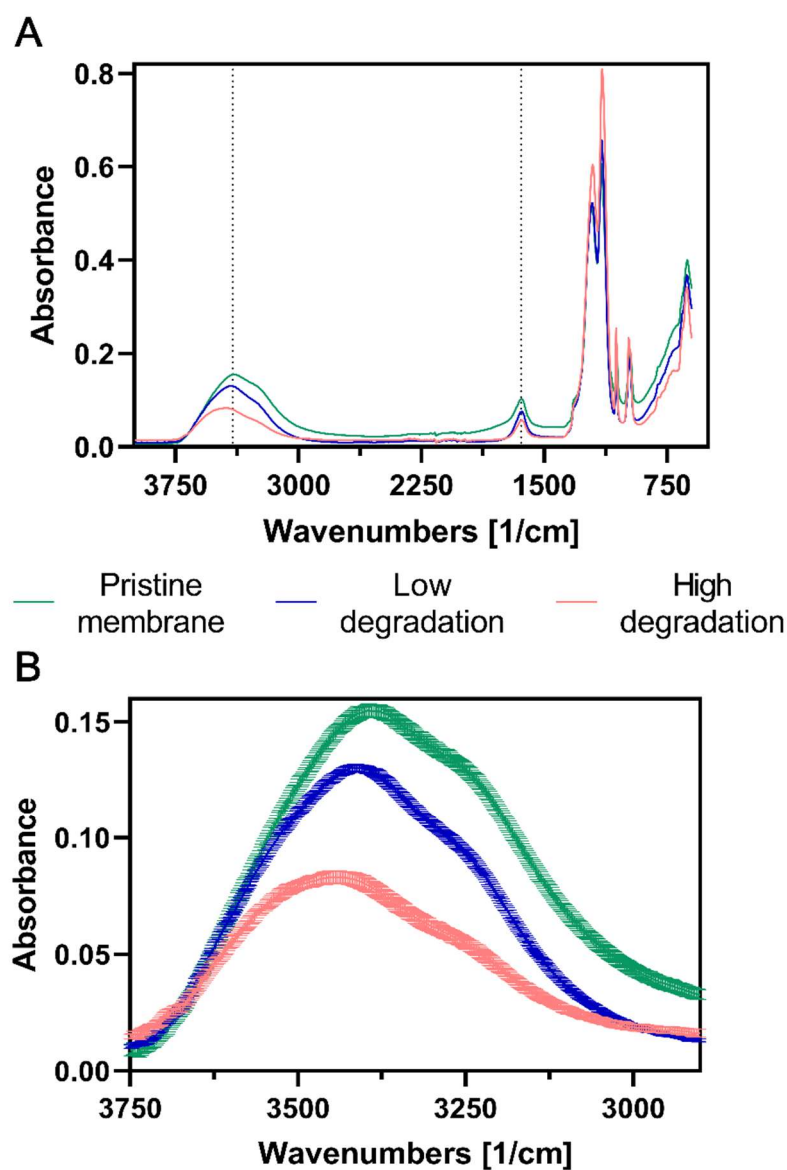 A
0.8
0.6
0.4
0.2
0.0
Absorbance
3750 3000 2250 1500 750
Wavenumbers [1/cm]
Pristine membrane
Low degradation
High degradation
B
0.15
0.10
0.05
0.00
Absorbance
3750 3500 3250 3000
Wavenumbers [1/cm]